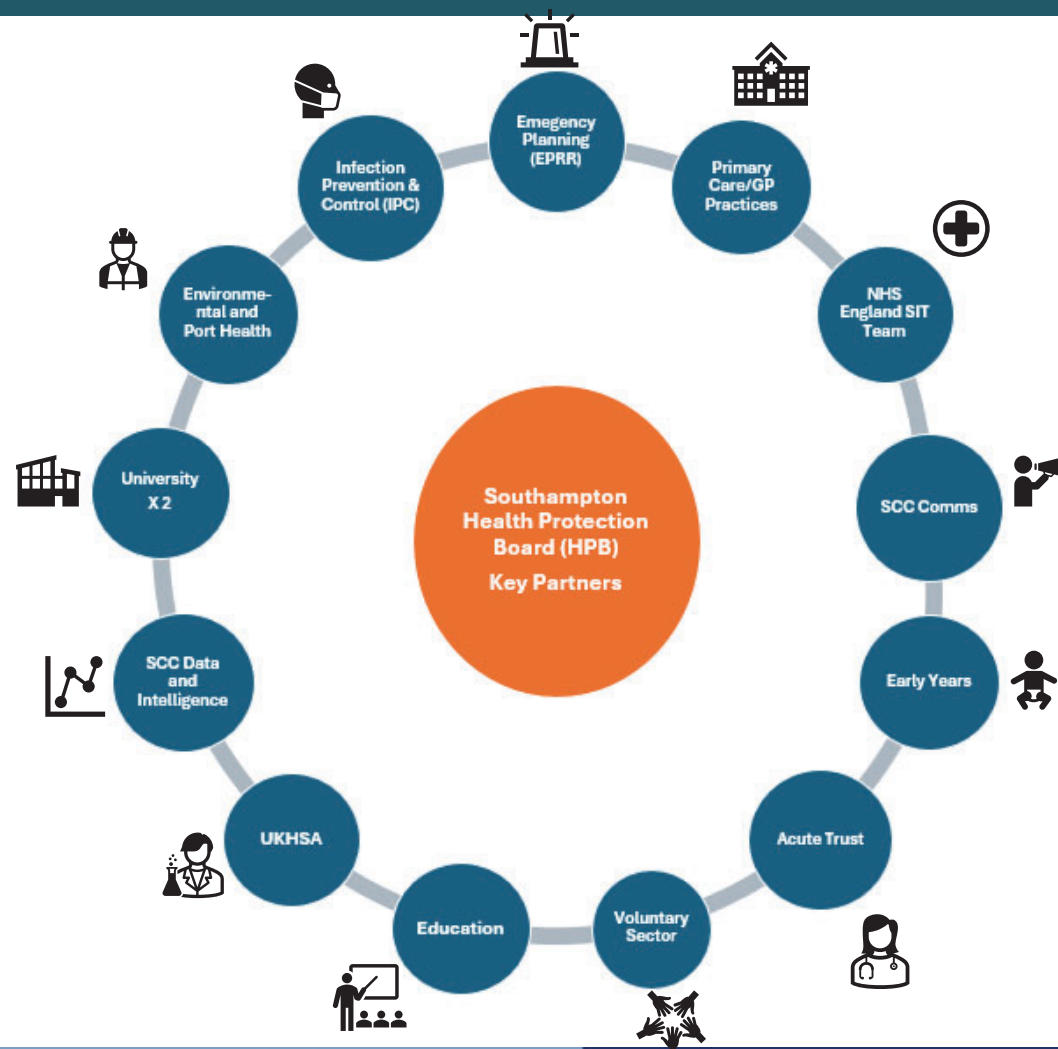 Emegency
Planning
(EPRR)
Primary
Care/GP
Practices
NHS
England SIT
Team
SCC Comms
Early Years
Acute Trust
Voluntary
Sector
Education
UKHSA
SCC Data
and
Intelligence
University
X 2
Environme-
ntal and
Port Health
Infection
Prevention &
Control (IPC)
Southampton
Health Protection
Board (HPB)
Key Partners